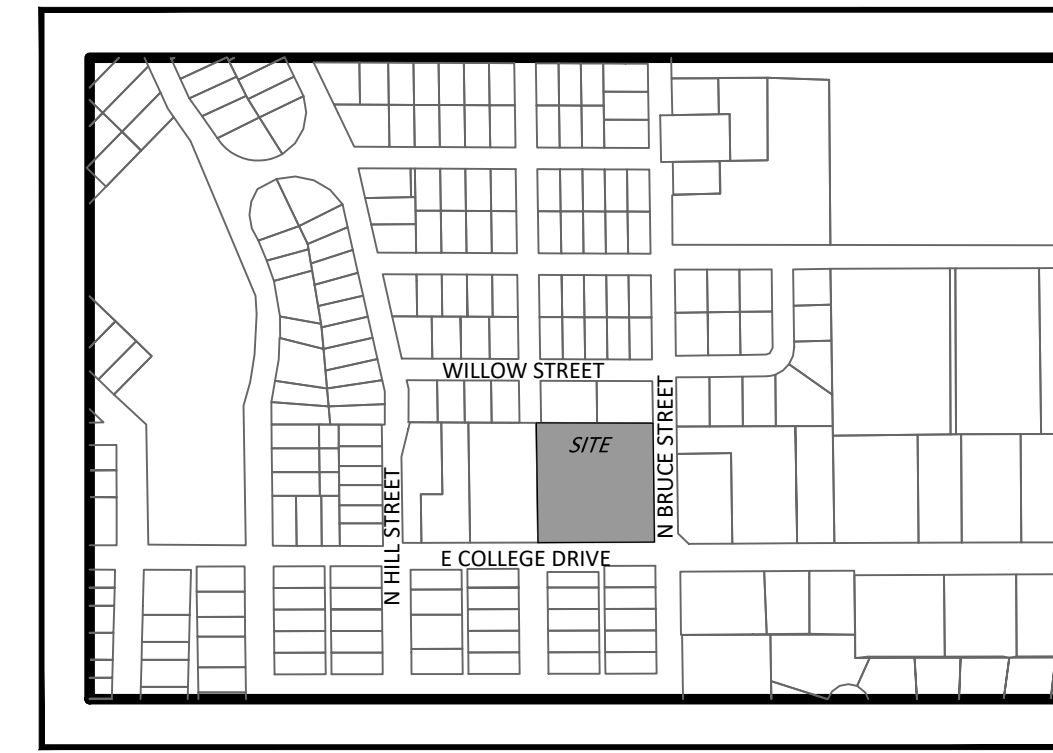 WILLOW STREET
SITE
N BRUCE STREET
N HILL STREET
E COLLEGE DRIVE